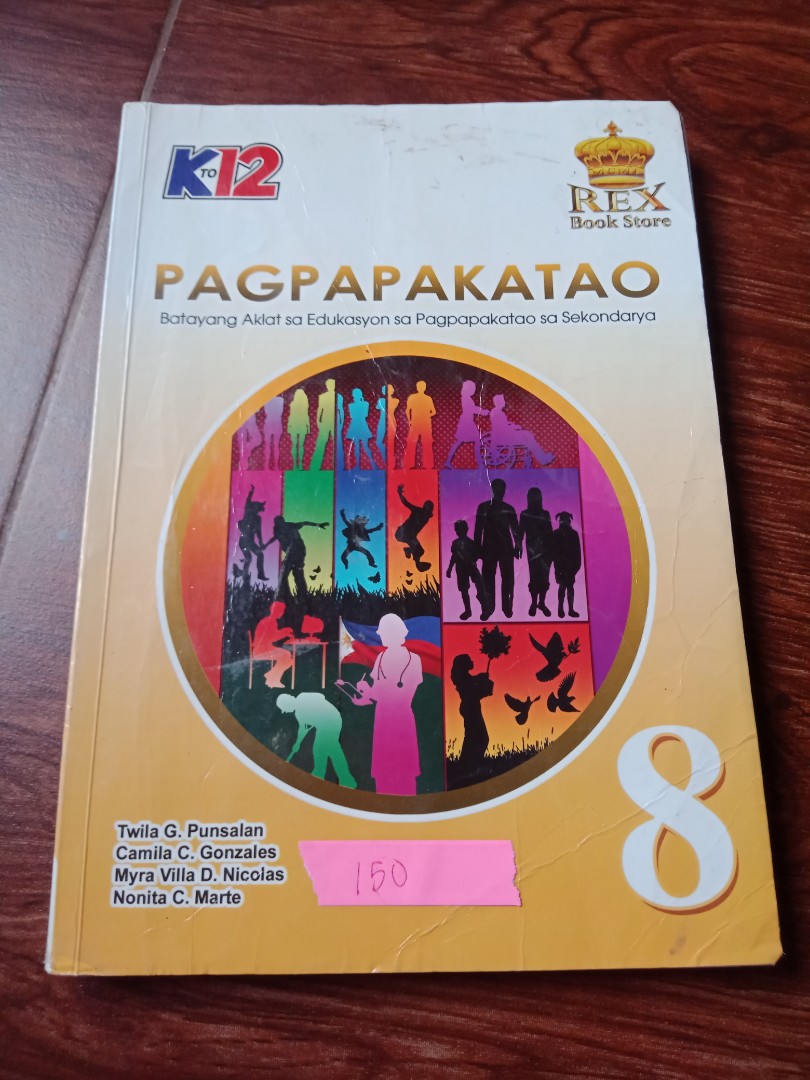 K TO 12
REX
Book Store
PAGPAPAKATAO
Batayang Aklat sa Edukasyon sa Pagpapakatao sa Sekondarya
8
Twila G. Punsalan
Camila C. Gonzales
Myra Villa D. Nicolas
Nonita C. Marte
150